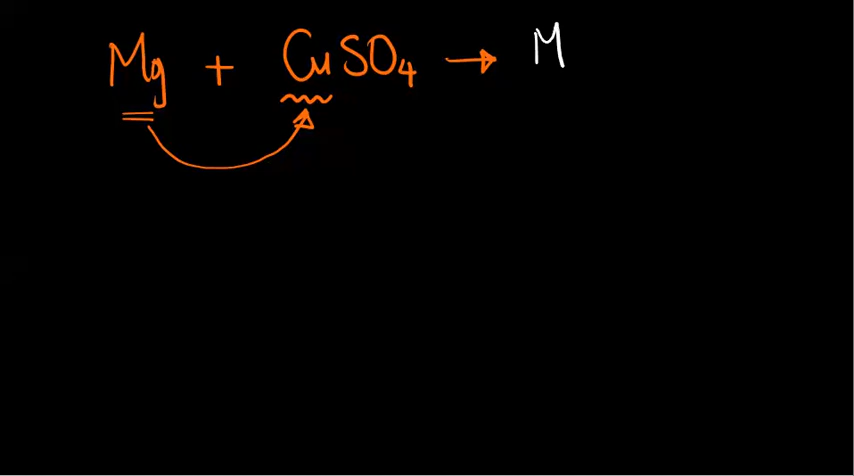 Mg + CuSO₄ → M